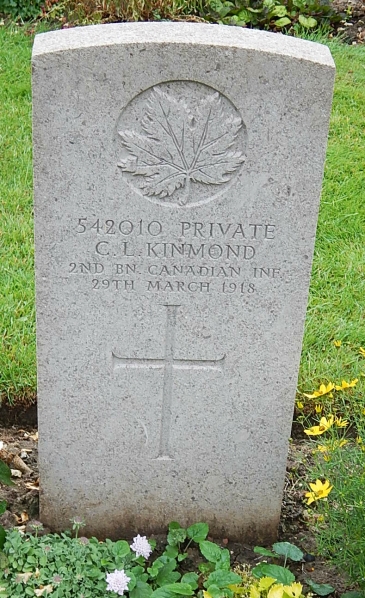 542010 PRIVATE
C. L. KINMOND
2ND BN. CANADIAN INF.
29TH MARCH 1918